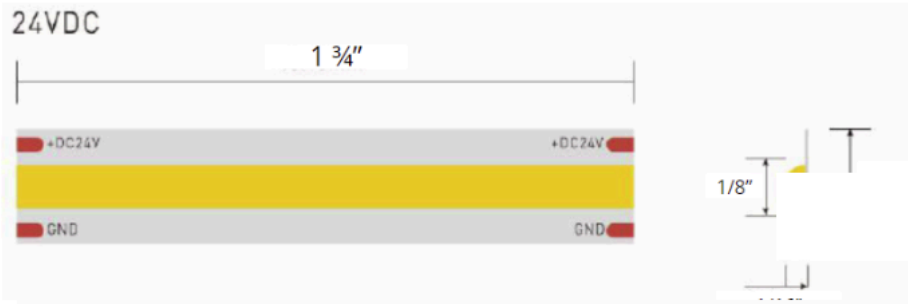 24VDC
1 ¾"
+DC24V
+DC24V
1/8"
GND
GND